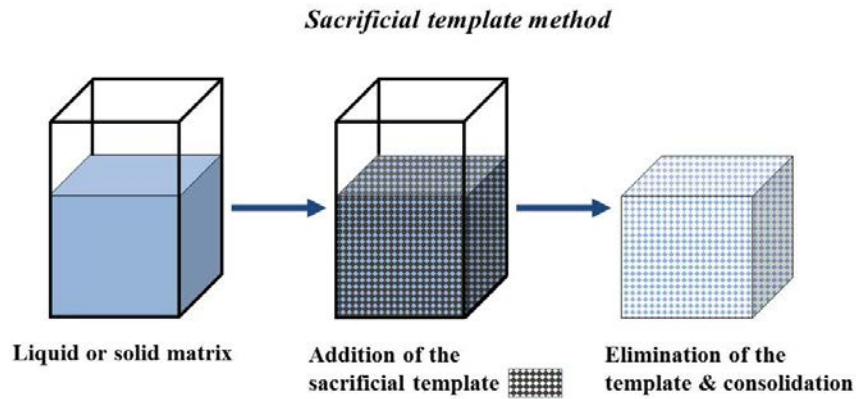 Sacrificial template method
Liquid or solid matrix
Addition of the
sacrificial template
Elimination of the
template & consolidation